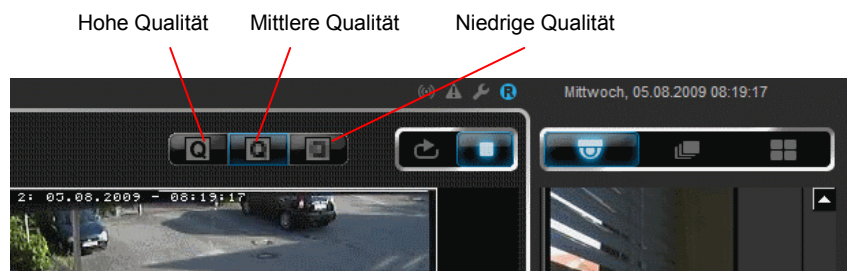 Hohe Qualität Mittlere Qualität Niedrige Qualität
R Mittwoch, 05.08.2009 08:19:17
Q Q
2: 05.08.2009 - 08:19:17